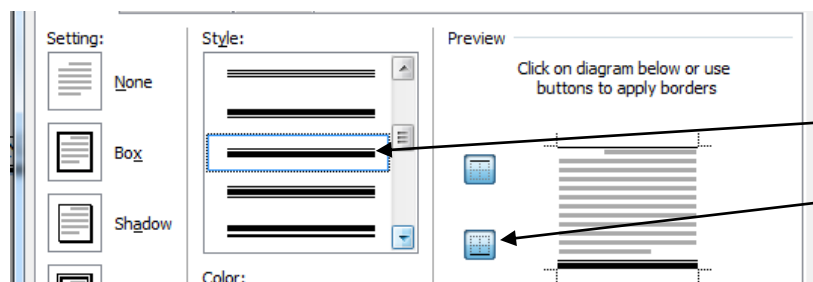 Setting:
None
Box
Shadow
Style:
Color:
Preview
Click on diagram below or use
buttons to apply borders